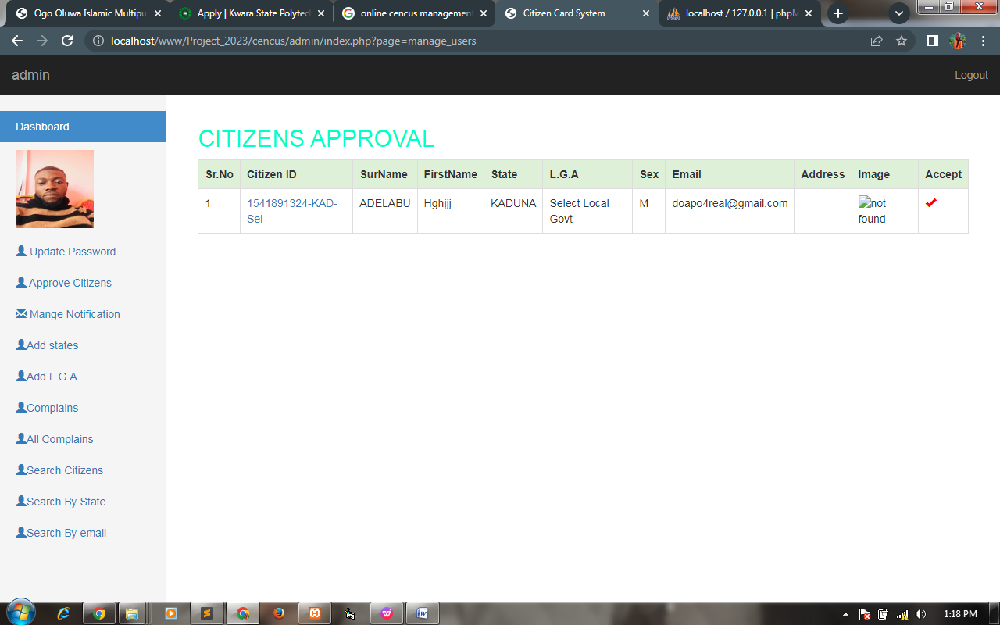 Ogo Oluwa Islamic Multipu
Apply | Kwara State Polytech
online cencus management
Citizen Card System
localhost / 127.0.0.1 | phpM
localhost/www/Project_2023/cencus/admin/index.php?page=manage_users
admin
Logout
Dashboard
CITIZENS APPROVAL
Sr.No Citizen ID SurName FirstName State L.G.A Sex Email Address Image Accept
1 1541891324-KAD- ADELABU Hghjjj KADUNA Select Local M doapo4real@gmail.com not
Sel Govt found
Update Password
Approve Citizens
Mange Notification
Add states
Add L.G.A
Complains
All Complains
Search Citizens
Search By State
Search By email
1:18 PM